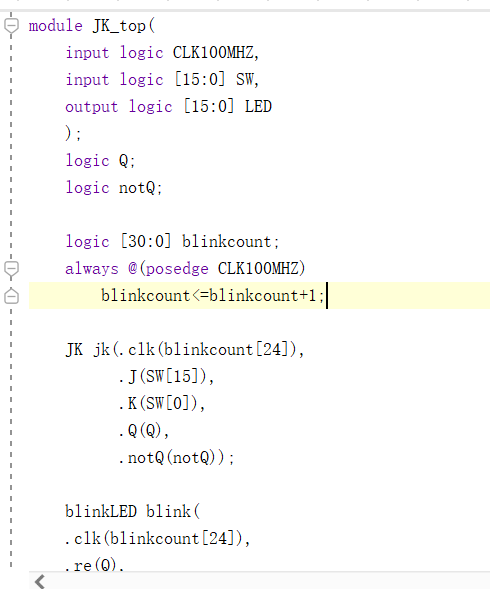 module JK_top(
input logic CLK100MHZ,
input logic [15:0] SW,
output logic [15:0] LED
);
logic Q;
logic notQ;
logic [30:0] blinkcount;
always @(posedge CLK100MHZ)
blinkcount<=blinkcount+1;
JK jk(.clk(blinkcount[24]),
.J(SW[15]),
.K(SW[0]),
.Q(Q),
.notQ(notQ));
blinkLED blink(
.clk(blinkcount[24]),
.re(Q),